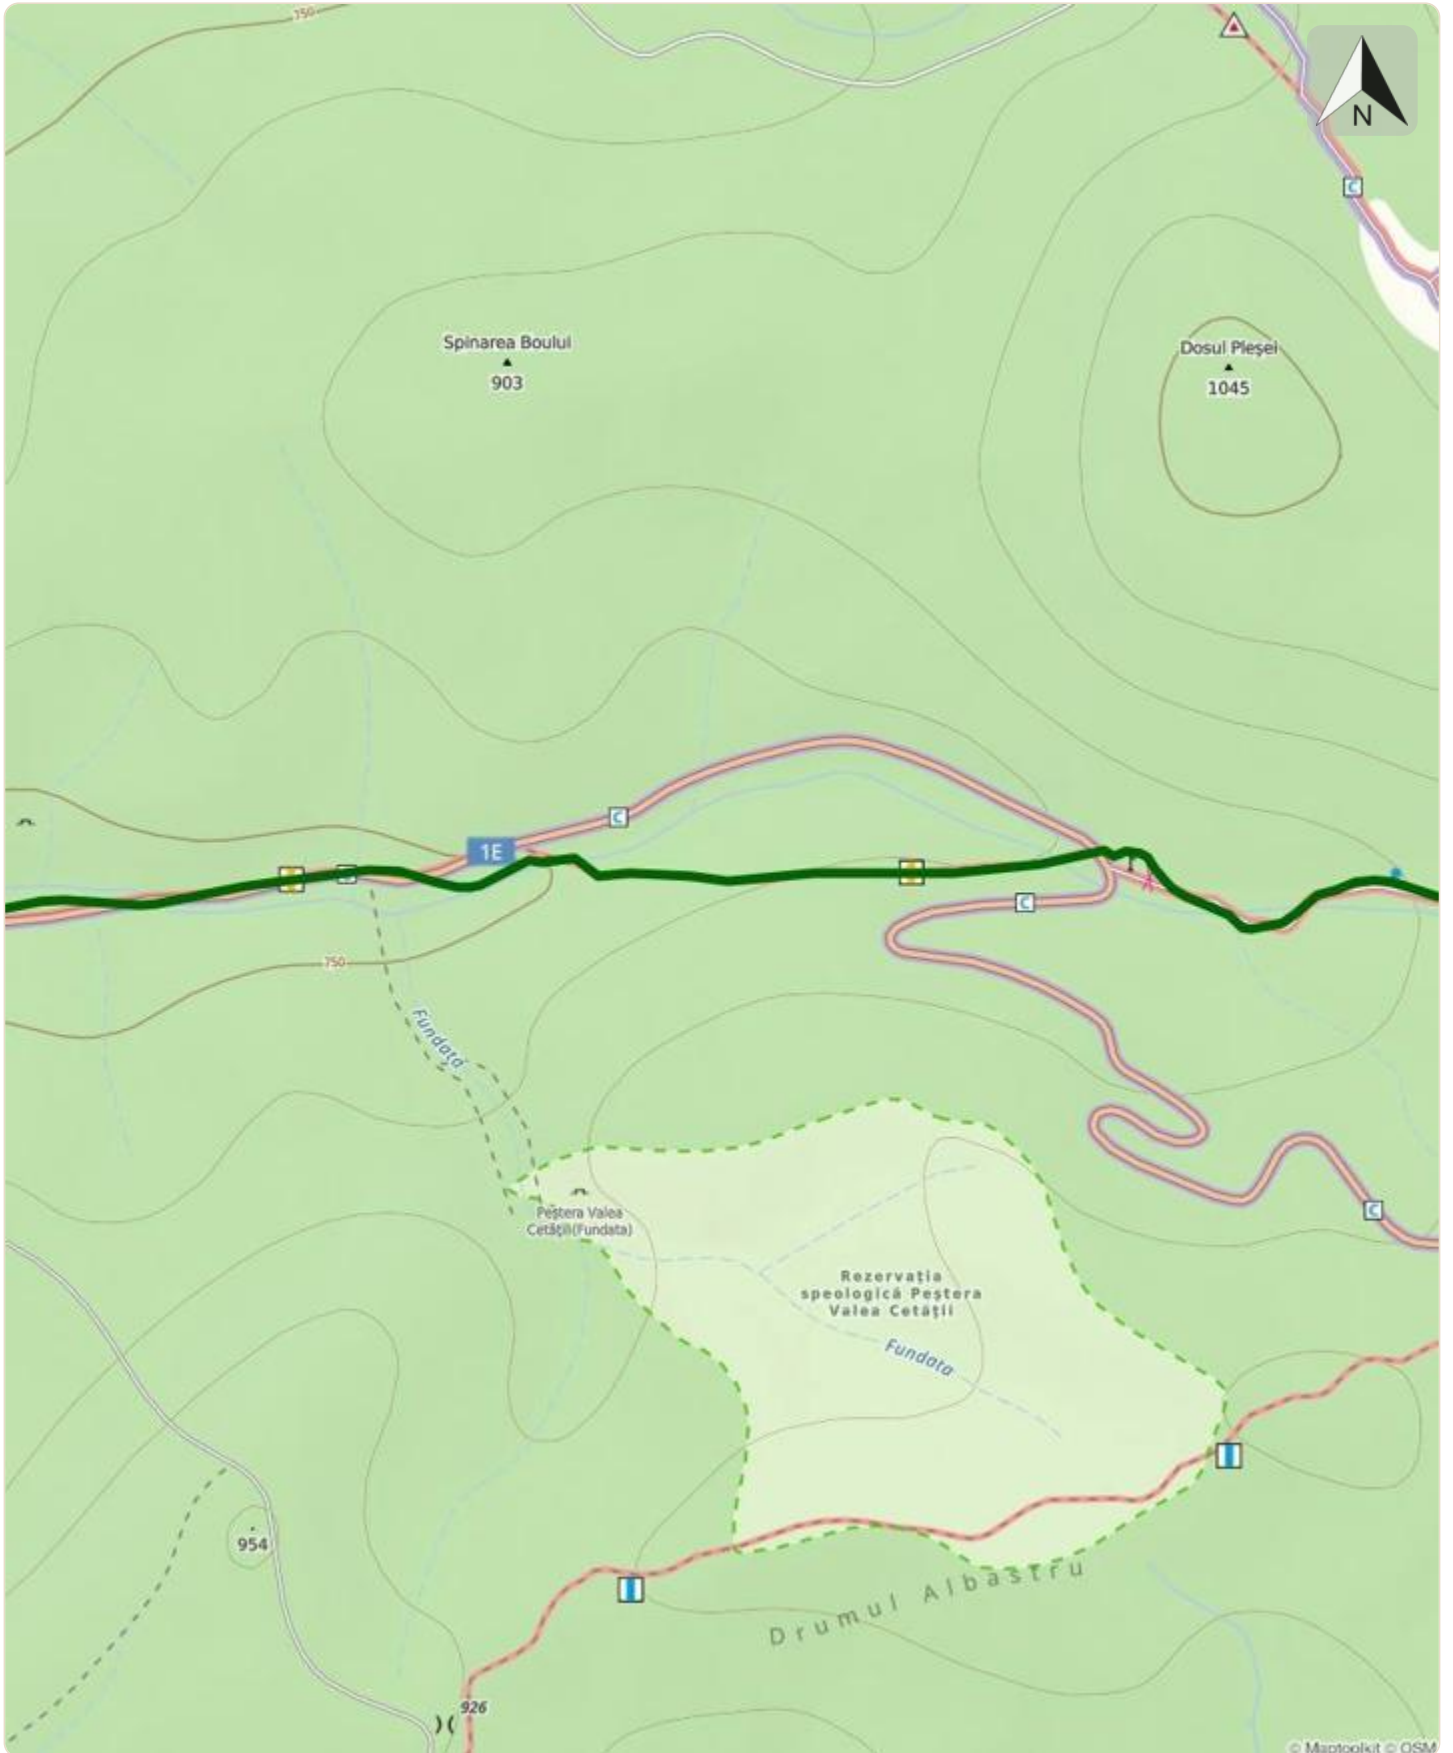 750
N
C
Spinarea Boului
903
Dosul Pleșei
1045
C
1E
C
C
750
Fundata
C
Peștera Valea
Cetății(Fundata)
Rezervația
speologică Peștera
Valea Cetății
Fundata
954
Drumul Albastru
926
© Maptoolkit © OSM